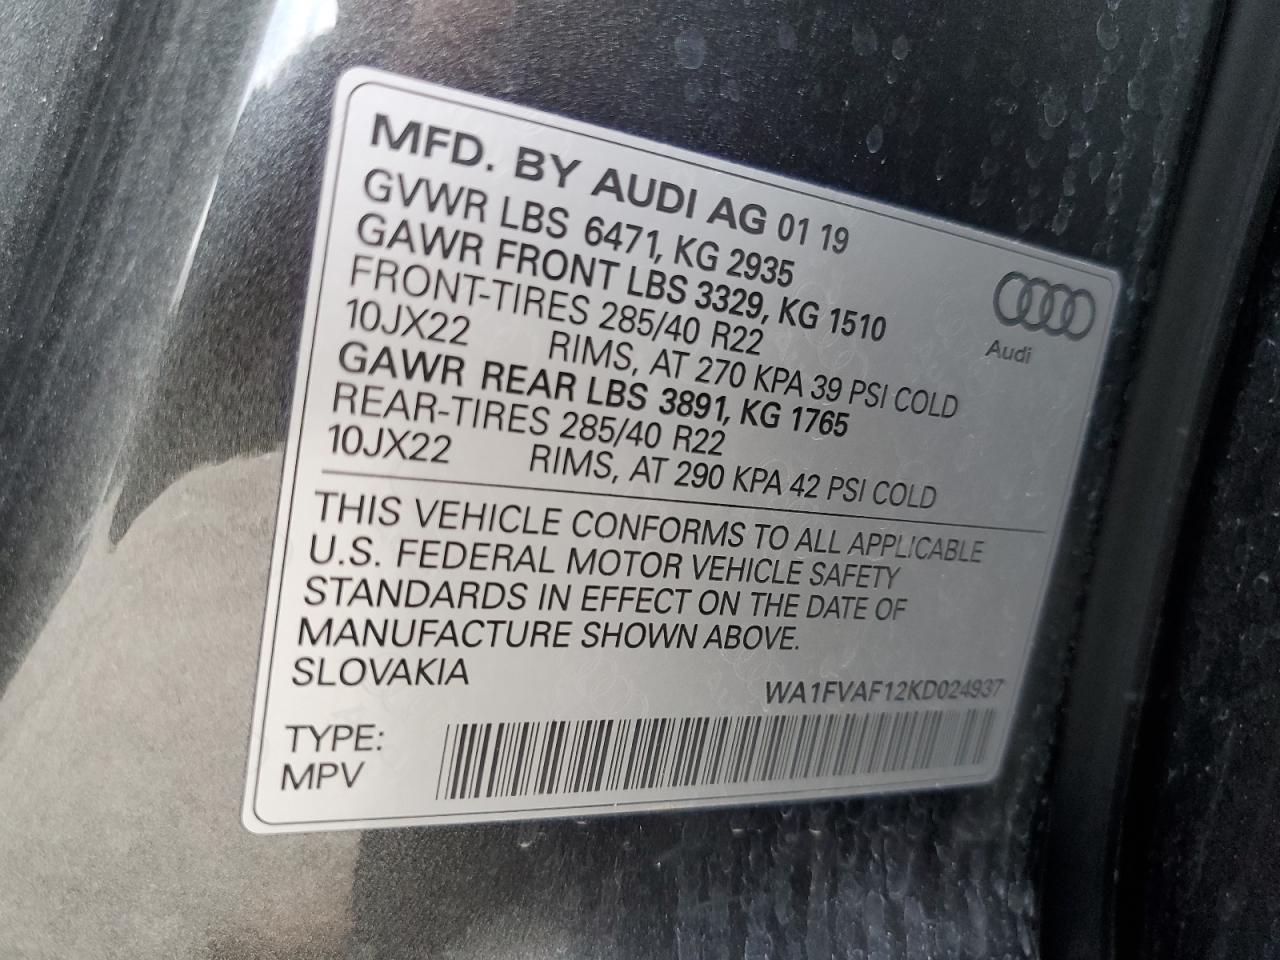 MFD. BY AUDI AG 01 19
GVWR LBS 6471, KG 2935
GAWR FRONT LBS 3329, KG 1510
FRONT-TIRES 285/40 R22
10JX22 RIMS, AT 270 KPA 39 PSI COLD
GAWR REAR LBS 3891, KG 1765
REAR-TIRES 285/40 R22
10JX22 RIMS, AT 290 KPA 42 PSI COLD
Audi
THIS VEHICLE CONFORMS TO ALL APPLICABLE
U.S. FEDERAL MOTOR VEHICLE SAFETY
STANDARDS IN EFFECT ON THE DATE OF
MANUFACTURE SHOWN ABOVE.
SLOVAKIA
WA1FVAF12KD024937
TYPE:
MPV